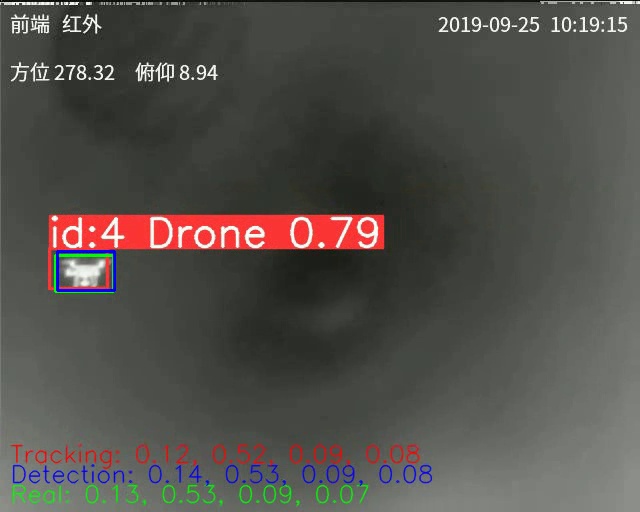 前端 红外 2019-09-25 10:19:15
方位 278.32 俯仰 8.94
id:4 Drone 0.79
Tracking: 0.12, 0.52, 0.09, 0.08
Detection: 0.14, 0.53, 0.09, 0.08
Real: 0.13, 0.53, 0.09, 0.07